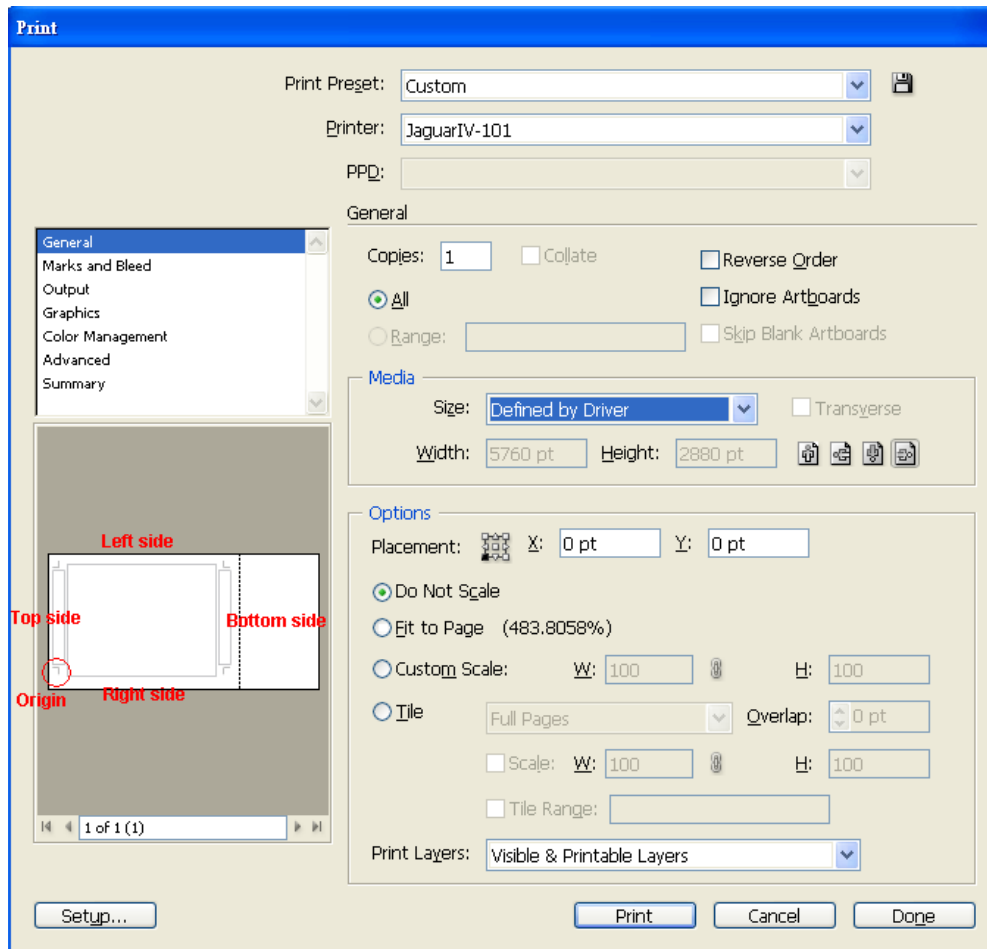 Print
Print Preset: Custom
Printer: JaguarIV-101
PPD:
General
Marks and Bleed
Output
Graphics
Color Management
Advanced
Summary
General
Copies: 1 Collate Reverse Order
All Ignore Artboards
Range: Skip Blank Artboards
Media
Size: Defined by Driver Transverse
Width: 5760 pt Height: 2880 pt
Left side
Top side
Bottom side
Origin
Right side
1 of 1 (1)
Options
Placement: X: 0 pt Y: 0 pt
Do Not Scale
Fit to Page (483.8058%)
Custom Scale: W: 100 H: 100
Tile Full Pages Overlap: 0 pt
Scale: W: 100 H: 100
Tile Range:
Print Layers: Visible & Printable Layers
Setup... Print Cancel Done